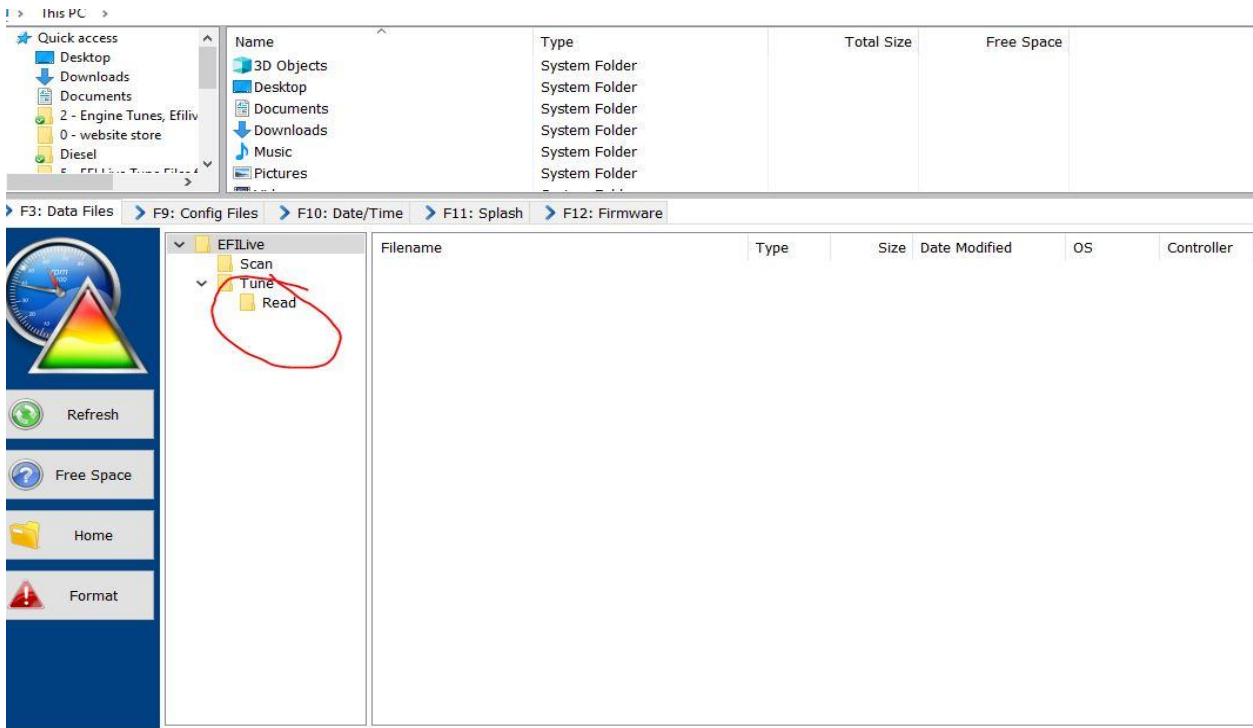 This PC
Quick access
Desktop
Downloads
Documents
2 - Engine Tunes, Efiliv
0 - website store
Diesel
Name Type Total Size Free Space
3D Objects System Folder
Desktop System Folder
Documents System Folder
Downloads System Folder
Music System Folder
Pictures System Folder
F3: Data Files F9: Config Files F10: Date/Time F11: Splash F12: Firmware
EFILive
Scan
Tune
Read
Filename Type Size Date Modified OS Controller
rpm
Refresh
Free Space
Home
Format